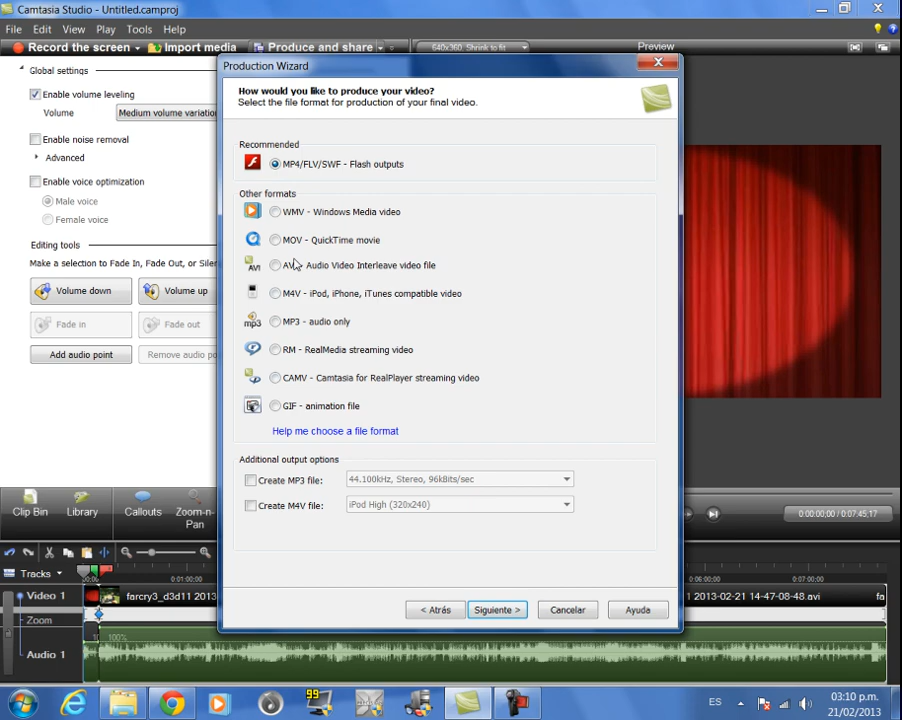 Camtasia Studio - Untitled.camproj
File Edit View Play Tools Help
Record the screen Import media Produce and share 640x360, Shrink to fit Preview
Global settings
Enable volume leveling
Volume Medium volume variation
Enable noise removal
Advanced
Enable voice optimization
Male voice
Female voice
Editing tools
Make a selection to Fade In, Fade Out, or Silen
Volume down Volume up
Fade in Fade out
Add audio point Remove audio po
Production Wizard
How would you like to produce your video?
Select the file format for production of your final video.
Recommended
MP4/FLV/SWF - Flash outputs
Other formats
WMV - Windows Media video
MOV - QuickTime movie
AVI Audio Video Interleave video file
M4V - iPod, iPhone, iTunes compatible video
mp3 MP3 - audio only
RM - RealMedia streaming video
CAMV - Camtasia for RealPlayer streaming video
GIF - animation file
Help me choose a file format
Additional output options
Create MP3 file: 44.100kHz, Stereo, 96kBits/sec
Create M4V file: iPod High (320x240)
< Atrás Siguiente > Cancelar Ayuda
Clip Bin Library Callouts Zoom-n-Pan
0:00:00;00 / 0:07:45;17
Tracks 0:01:00;00 0:06:00;00 0:07:00;00
Video 1 farcry3_d3d11 2013 2013-02-21 14-47-08-48.avi fa
Zoom
100%
Audio 1
99
ES 03:10 p.m.
21/02/2013